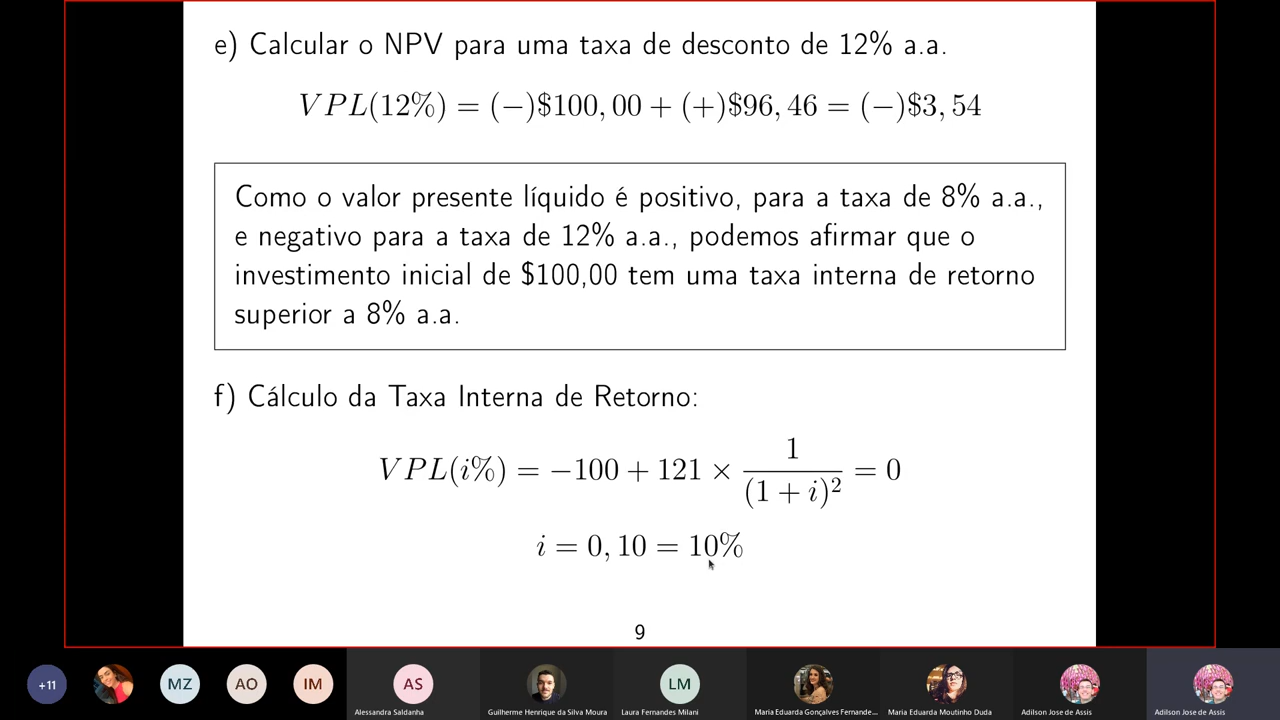 e) Calcular o NPV para uma taxa de desconto de 12% a.a.
VPL(12%) = (−)$100,00 + (+)$96,46 = (−)$3,54
Como o valor presente líquido é positivo, para a taxa de 8% a.a.,
e negativo para a taxa de 12% a.a., podemos afirmar que o
investimento inicial de $100,00 tem uma taxa interna de retorno
superior a 8% a.a.
f) Cálculo da Taxa Interna de Retorno:
VPL(i%) = −100 + 121 × 1/(1 + i)² = 0
i = 0,10 = 10%
9
+11 MZ AO IM AS LM
Alessandra Saldanha Guilherme Henrique da Silva Moura Laura Fernandes Milani Maria Eduarda Gonçalves Fernande... Maria Eduarda Moutinho Duda Adilson Jose de Assis Adilson Jose de Assis